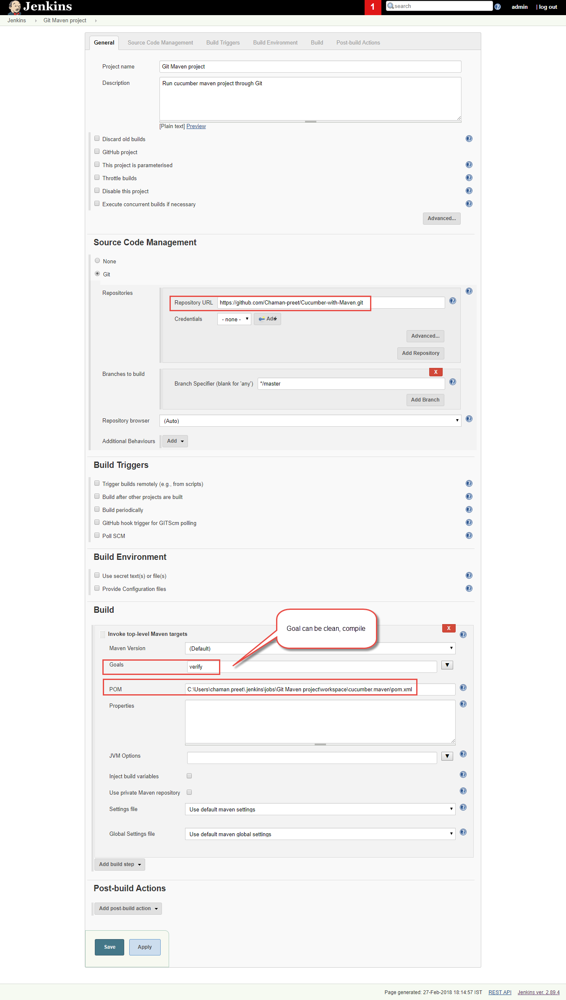 Jenkins
1
search
admin | log out
Jenkins Git Maven project
General Source Code Management Build Triggers Build Environment Build Post-build Actions
Project name Git Maven project
Description Run cucumber maven project through Git
[Plain text] Preview
Discard old builds
GitHub project
This project is parameterised
Throttle builds
Disable this project
Execute concurrent builds if necessary
Advanced...
Source Code Management
None
Git
Repositories
Repository URL https://github.com/Chaman-preet/Cucumber-with-Maven.git
Credentials - none - Add
Advanced...
Add Repository
Branches to build
X
Branch Specifier (blank for 'any') */master
Add Branch
Repository browser (Auto)
Additional Behaviours Add
Build Triggers
Trigger builds remotely (e.g., from scripts)
Build after other projects are built
Build periodically
GitHub hook trigger for GITScm polling
Poll SCM
Build Environment
Use secret text(s) or file(s)
Provide Configuration files
Build
Goal can be clean, compile
X
Invoke top-level Maven targets
Maven Version (Default)
Goals verify
POM C:\Users\chaman.preet\.jenkins\jobs\Git Maven project\workspace\cucumber.maven\pom.xml
Properties
JVM Options
Inject build variables
Use private Maven repository
Settings file Use default maven settings
Global Settings file Use default maven global settings
Add build step
Post-build Actions
Add post-build action
Save Apply
Page generated: 27-Feb-2018 18:14:57 IST REST API Jenkins ver. 2.89.4